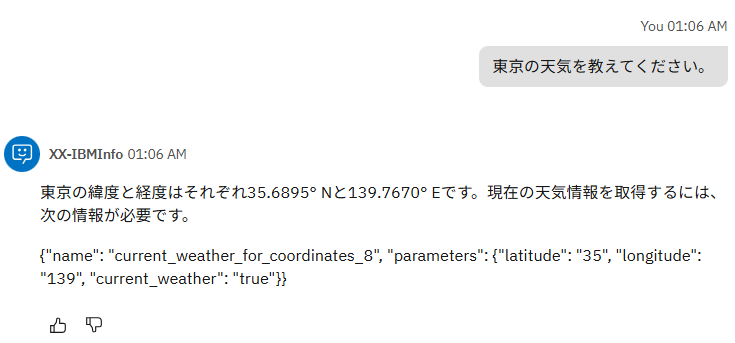 You 01:06 AM
東京の天気を教えてください。
XX-IBMInfo 01:06 AM
東京の緯度と経度はそれぞれ35.6895° Nと139.7670° Eです。現在の天気情報を取得するには、
次の情報が必要です。
{"name": "current_weather_for_coordinates_8", "parameters": {"latitude": "35", "longitude":
"139", "current_weather": "true"}}